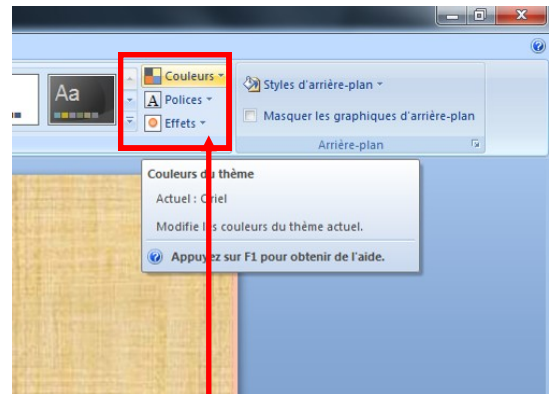 Aa
Couleurs
Polices
Effets
Styles d'arrière-plan
Masquer les graphiques d'arrière-plan
Arrière-plan
Couleurs du thème
Actuel : Oriel
Modifie les couleurs du thème actuel.
Appuyez sur F1 pour obtenir de l'aide.